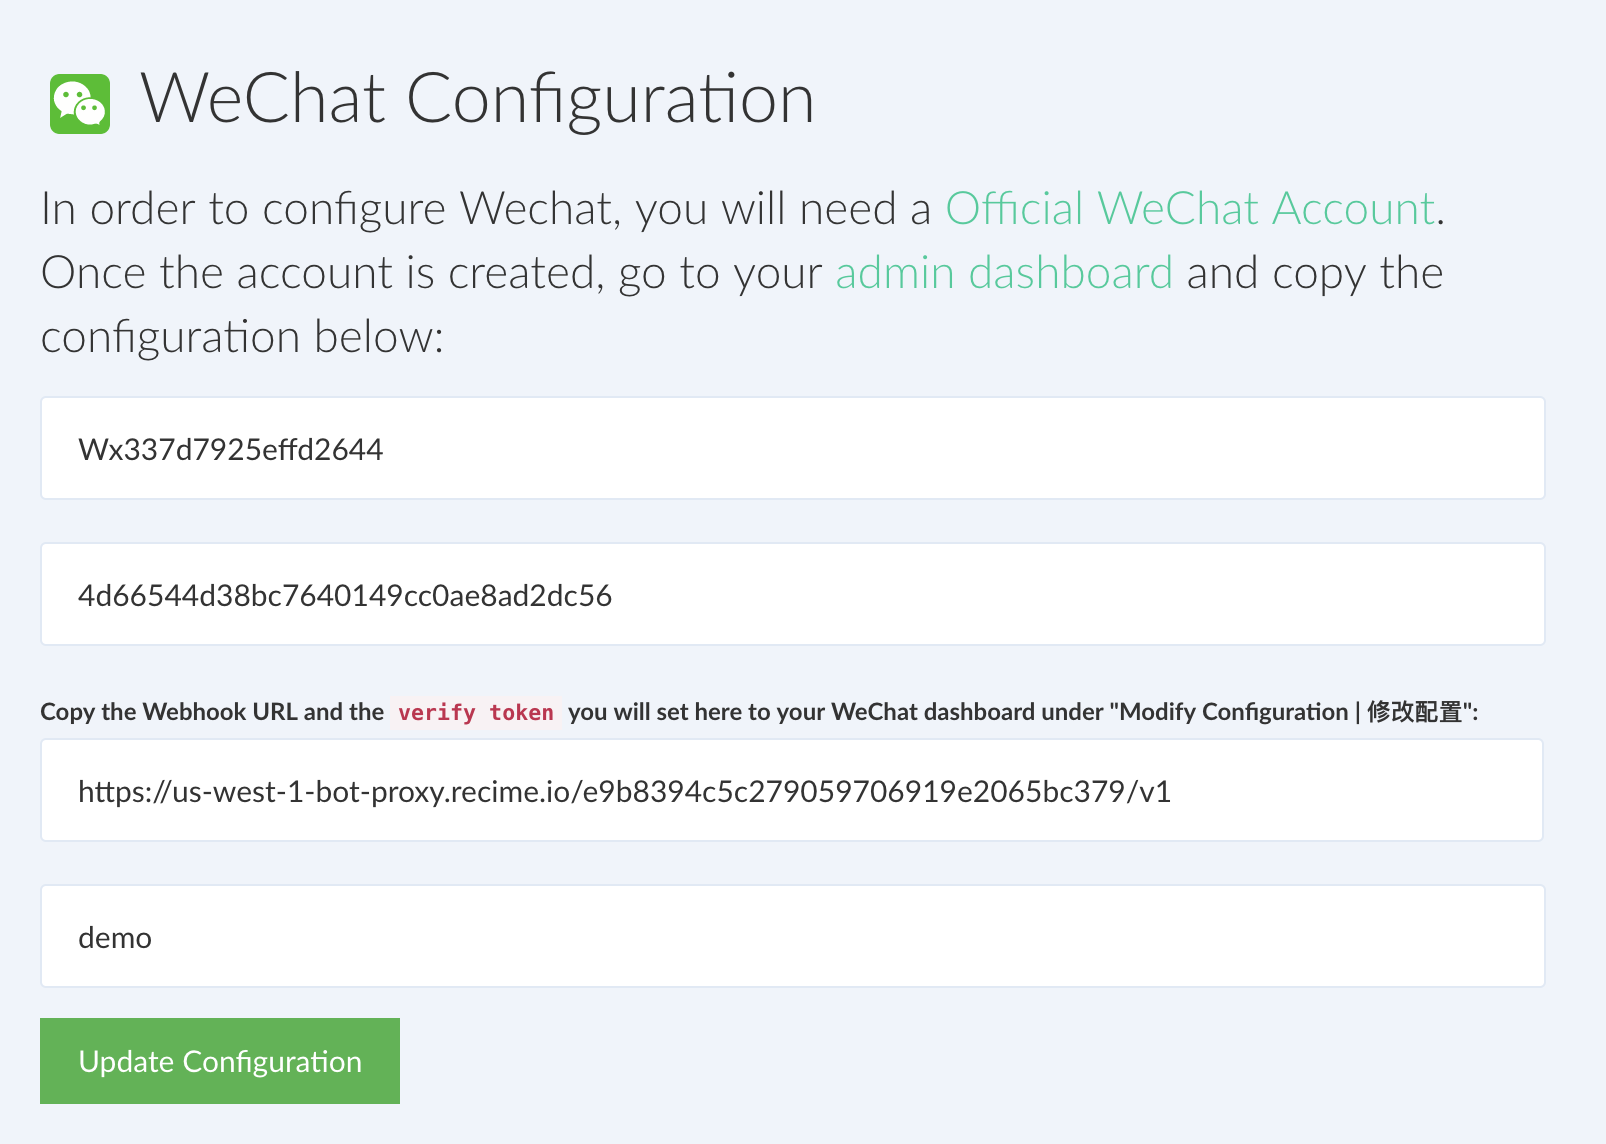 WeChat Configuration
In order to configure Wechat, you will need a Official WeChat Account.
Once the account is created, go to your admin dashboard and copy the
configuration below:
Wx337d7925effd2644
4d66544d38bc7640149cc0ae8ad2dc56
Copy the Webhook URL and the verify token you will set here to your WeChat dashboard under "Modify Configuration | 修改配置":
https://us-west-1-bot-proxy.recime.io/e9b8394c5c279059706919e2065bc379/v1
demo
Update Configuration